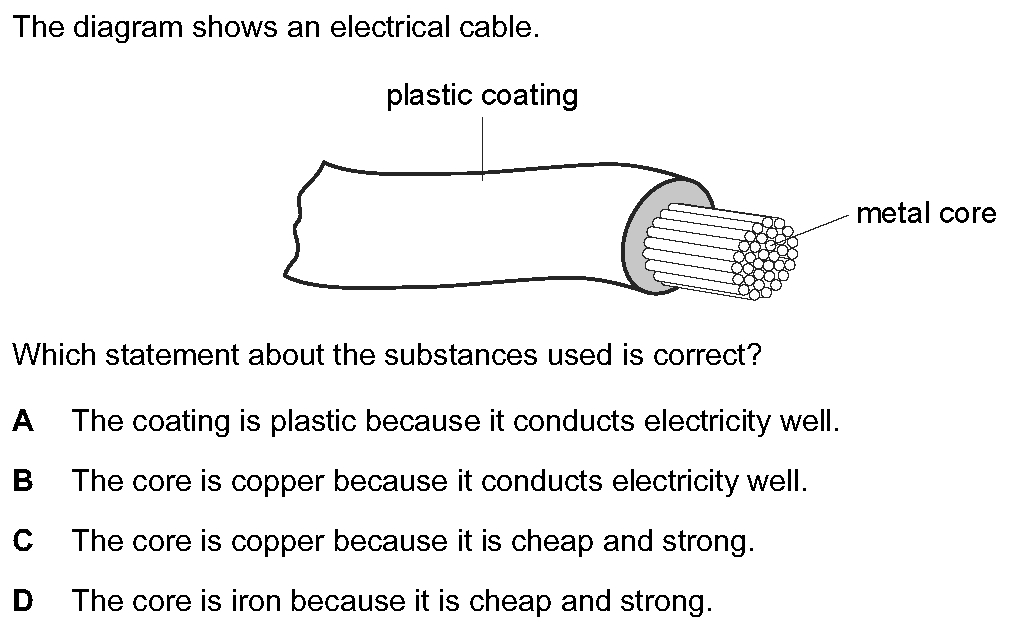 The diagram shows an electrical cable.
plastic coating
metal core
Which statement about the substances used is correct?
A The coating is plastic because it conducts electricity well.
B The core is copper because it conducts electricity well.
C The core is copper because it is cheap and strong.
D The core is iron because it is cheap and strong.